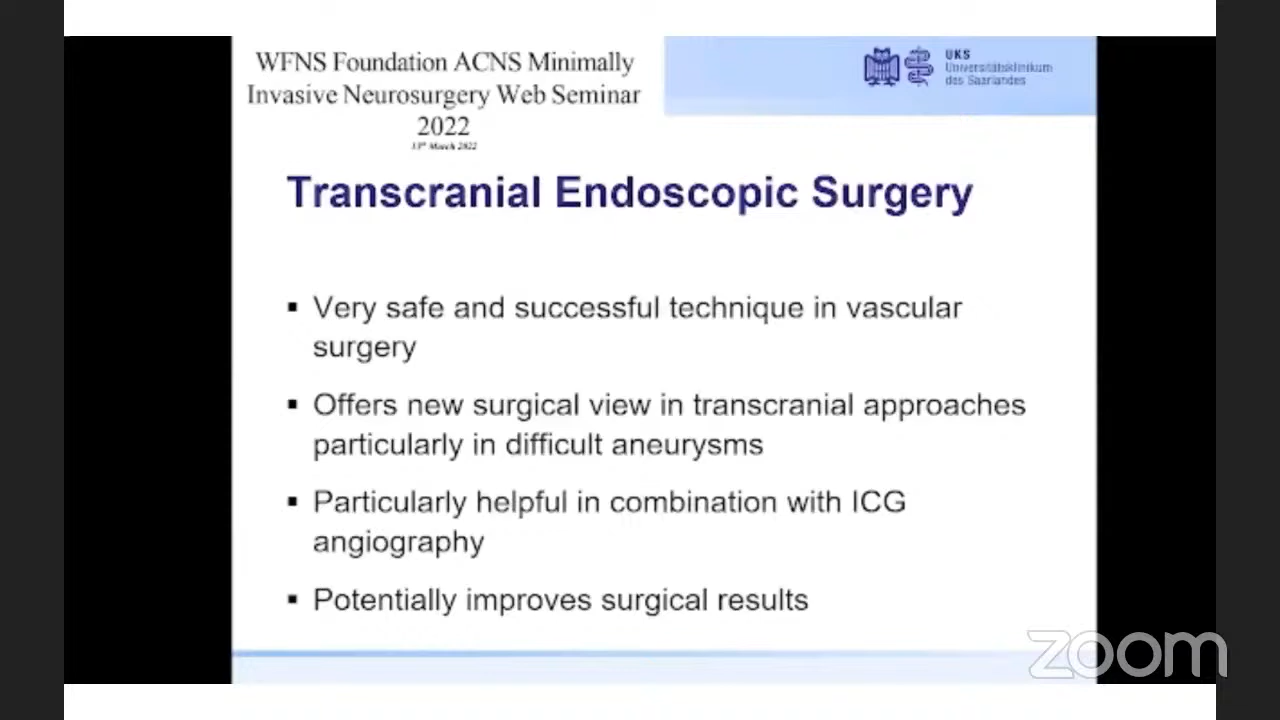 WFNS Foundation ACNS Minimally
Invasive Neurosurgery Web Seminar
2022
March 2022
UKS
Universitätsklinikum
des Saarlandes
Transcranial Endoscopic Surgery
▪ Very safe and successful technique in vascular
surgery
▪ Offers new surgical view in transcranial approaches
particularly in difficult aneurysms
▪ Particularly helpful in combination with ICG
angiography
▪ Potentially improves surgical results
zoom